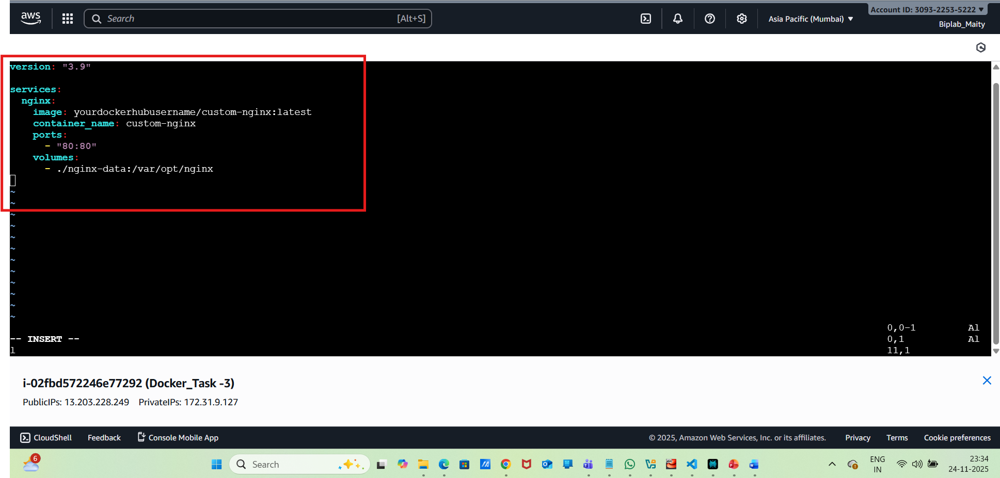 aws
Search [Alt+S]
Asia Pacific (Mumbai)
Account ID: 3093-2253-5222
Biplab_Maity
version: "3.9"
services:
nginx:
image: yourdockerhubusername/custom-nginx:latest
container_name: custom-nginx
ports:
- "80:80"
volumes:
- ./nginx-data:/var/opt/nginx
~
~
~
~
~
~
~
~
~
~
~
~
0,0-1 Al
-- INSERT -- 0,1 Al
l 11,1
i-02fbd572246e77292 (Docker_Task -3)
PublicIPs: 13.203.228.249 PrivateIPs: 172.31.9.127
CloudShell Feedback Console Mobile App © 2025, Amazon Web Services, Inc. or its affiliates. Privacy Terms Cookie preferences
6
Search
ENG
IN
23:34
24-11-2025